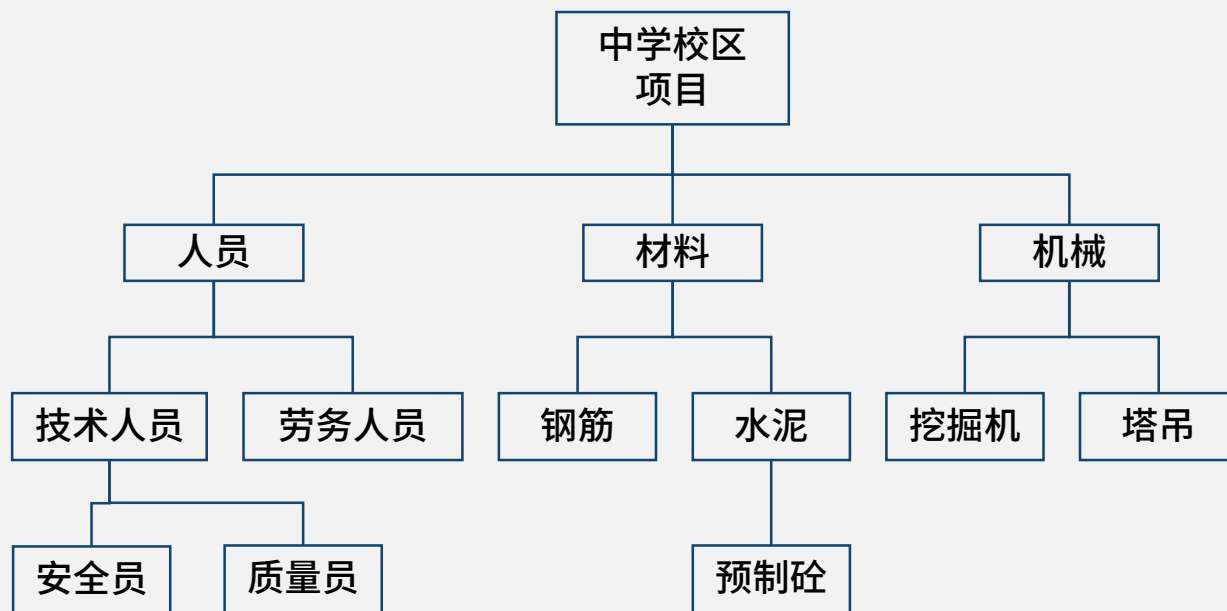 中学校区
项目
人员
材料
机械
技术人员
劳务人员
钢筋
水泥
挖掘机
塔吊
安全员
质量员
预制砼